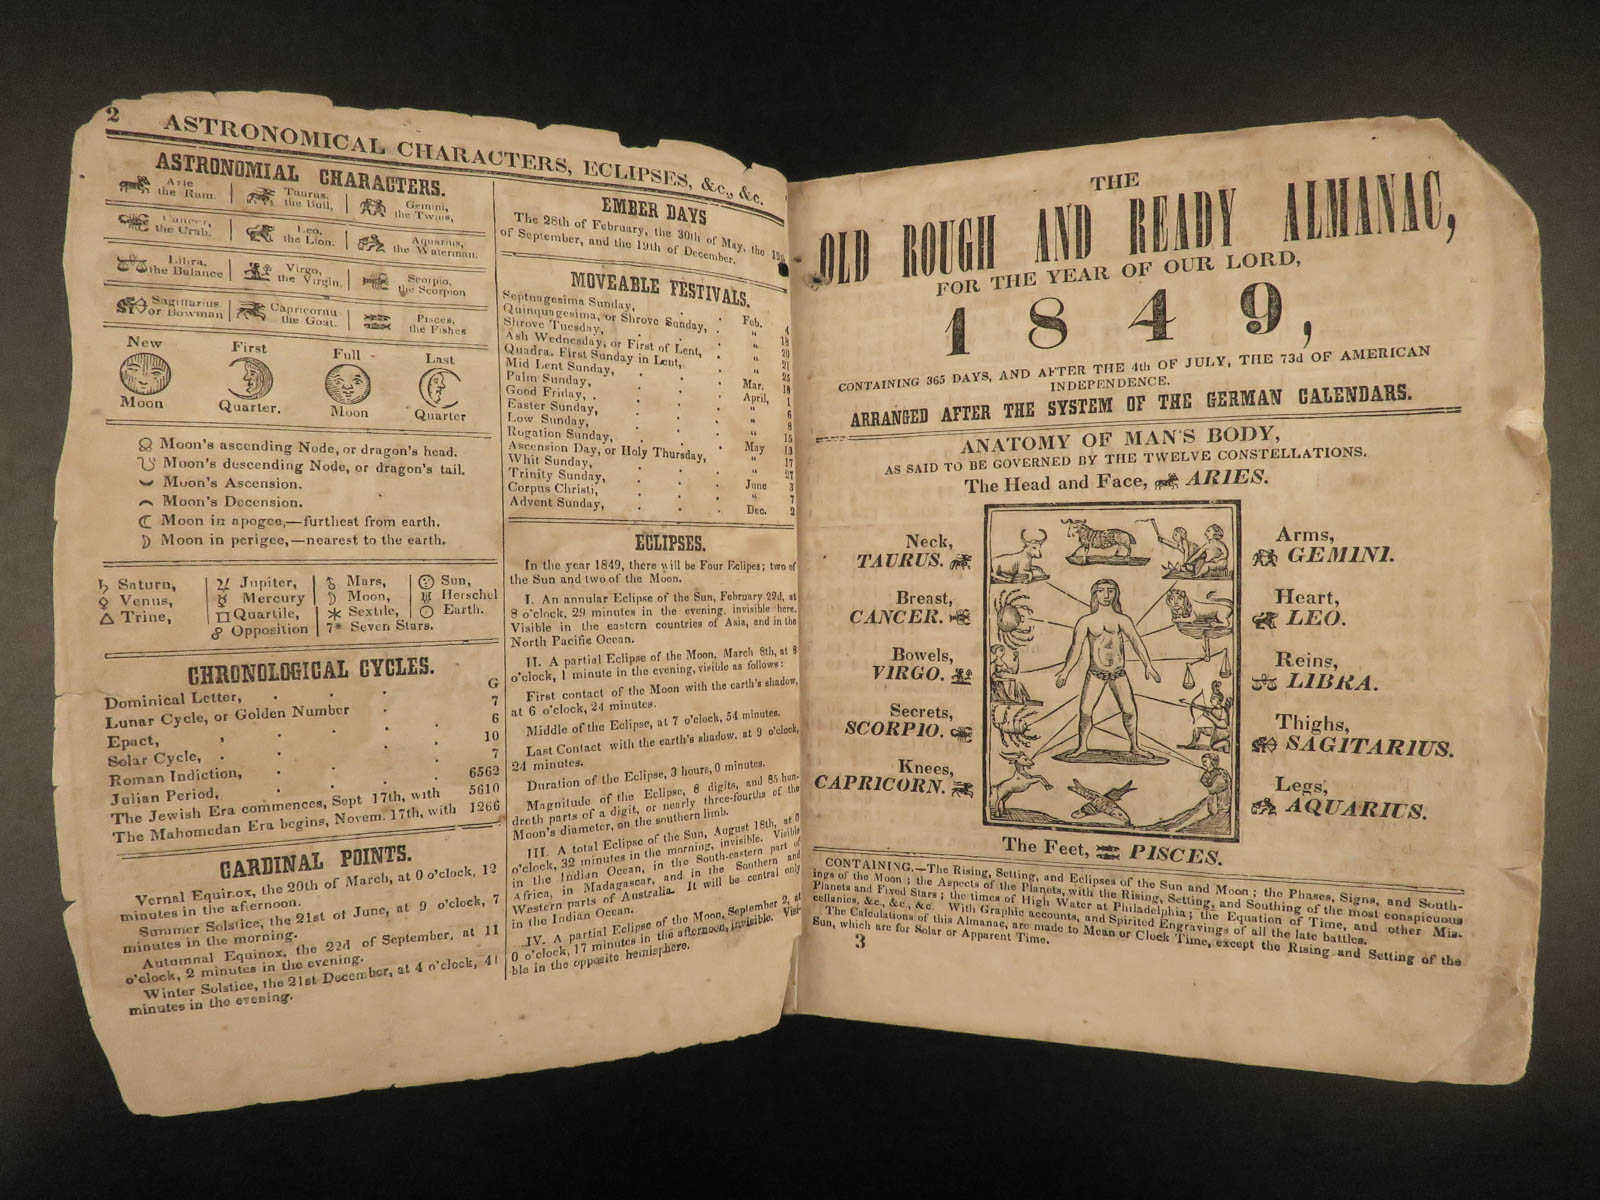 2
ASTRONOMICAL CHARACTERS, ECLIPSES, &c., &c.
ASTRONOMIAL CHARACTERS.
Arie
the Ram.
Taurus,
the Bull,
Gemini,
the Twins,
Cancer,
the Crab.
Leo,
the Lion.
Aquarius,
the Waterman.
Libra,
the Balance
Virgo,
the Virgin.
Scorpio,
the Scorpion
Sagittarius
or Bowman
Capricornu
the Goat.
Pisces,
the Fishes
New
Moon
First
Quarter.
Full
Moon
Last
Quarter
☊ Moon's ascending Node, or dragon's head.
☋ Moon's descending Node, or dragon's tail.
Moon's Ascension.
Moon's Decension.
Moon in apogee,—furthest from earth.
Moon in perigee,—nearest to the earth.
♄ Saturn,
♀ Venus,
△ Trine,
♃ Jupiter,
☿ Mercury
□ Quartile,
☍ Opposition
Mars,
☽ Moon,
✶ Sextile,
7* Seven Stars.
Sun,
♅ Herschel
Earth.
CHRONOLOGICAL CYCLES.
Dominical Letter, . . . G
Lunar Cycle, or Golden Number . 7
Epact, . . . . 6
Solar Cycle, . . . . 10
Roman Indiction, . . . 7
Julian Period, . . . 6562
The Jewish Era commences, Sept 17th, with 5610
The Mahomedan Era begins, Novem. 17th, with 1266
CARDINAL POINTS.
Vernal Equinox, the 20th of March, at 0 o'clock, 12
minutes in the afternoon.
Summer Solstice, the 21st of June, at 9 o'clock, 7
minutes in the morning.
Autumnal Equinox, the 22d of September, at 11
o'clock, 2 minutes in the evening.
Winter Solstice, the 21st December, at 4 o'clock, 41
minutes in the evening.
EMBER DAYS
The 28th of February, the 30th of May, the
of September, and the 19th of December.
MOVEABLE FESTIVALS.
Septuagesima Sunday, . . Feb. 4
Quinquagesima, or Shrove Sunday, . " 18
Shrove Tuesday, . . . " 20
Ash Wednesday, or First of Lent, . " 21
Quadra. First Sunday in Lent, . " 25
Mid Lent Sunday, . . . Mar. 18
Palm Sunday, . . . April, 1
Good Friday, . . . . " 6
Easter Sunday, . . . " 8
Low Sunday, . . . " 15
Rogation Sunday, . . . May 13
Ascension Day, or Holy Thursday, . " 17
Whit Sunday, . . . " 27
Trinity Sunday, . . . June 3
Corpus Christi, . . . " 7
Advent Sunday, . . . Dec. 2
ECLIPSES.
In the year 1849, there will be Four Eclipes; two of
the Sun and two of the Moon.
I. An annular Eclipse of the Sun, February 22d, at
8 o'clock, 29 minutes in the evening, invisible here.
Visible in the eastern countries of Asia, and in the
North Pacific Ocean.
II. A partial Eclipse of the Moon, March 8th, at 8
o'clock, 1 minute in the evening, visible as follows:
First contact of the Moon with the earth's shadow,
at 6 o'clock, 24 minutes.
Middle of the Eclipse, at 7 o'clock, 54 minutes.
Last Contact with the earth's shadow, at 9 o'clock,
24 minutes.
Duration of the Eclipse, 3 hours, 0 minutes.
Magnitude of the Eclipse, 8 digits, and 85 hun-
dreth parts of a digit, or nearly three-fourths of the
Moon's diameter, on the southern limb.
III. A total Eclipse of the Sun, August 18th, at 0
o'clock, 32 minutes in the morning, invisible. Visible
in the Indian Ocean, in the South-eastern part of
Africa, in Madagascar, and in the Southern and
Western parts of Australia. It will be central only
in the Indian Ocean.
IV. A partial Eclipse of the Moon, September 2, at
0 o'clock, 17 minutes in the afternoon, invisible. Visi-
ble in the opposite hemisphere.
THE
OLD ROUGH AND READY ALMANAC,
FOR THE YEAR OF OUR LORD,
1849,
CONTAINING 365 DAYS, AND AFTER THE 4th OF JULY, THE 73d OF AMERICAN
INDEPENDENCE.
ARRANGED AFTER THE SYSTEM OF THE GERMAN CALENDARS.
ANATOMY OF MAN'S BODY,
AS SAID TO BE GOVERNED BY THE TWELVE CONSTELLATIONS.
The Head and Face, ARIES.
Neck,
TAURUS.
Breast,
CANCER.
Bowels,
VIRGO.
Secrets,
SCORPIO.
Knees,
CAPRICORN.
Arms,
GEMINI.
Heart,
LEO.
Reins,
LIBRA.
Thighs,
SAGITARIUS.
Legs,
AQUARIUS.
The Feet, PISCES.
CONTAINING.—The Rising, Setting, and Eclipses of the Sun and Moon; the Phases, Signs, and South-
ings of the Moon; the Aspects of the Planets, with the Rising, Setting, and Southing of the most conspicuous
Planets and Fixed Stars; the times of High Water at Philadelphia; the Equation of Time, and other Mis-
cellanies, &c., &c., &c. With Graphic accounts, and Spirited Engravings of all the late battles.
The Calculations of this Almanac, are made to Mean or Clock Time, except the Rising and Setting of the
Sun, which are for Solar or Apparent Time.
3